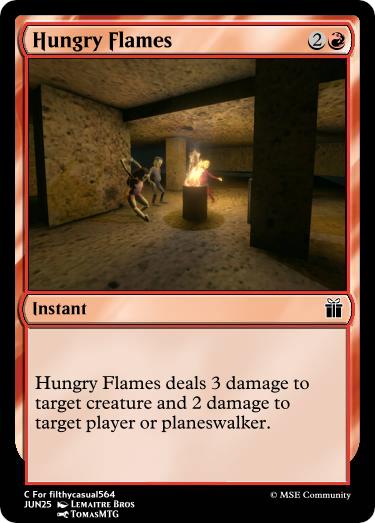 Hungry Flames 2
Instant
Hungry Flames deals 3 damage to
target creature and 2 damage to
target player or planeswalker.
C For filthycasual564
JUN25 Lemaitre Bros © MSE Community
TomasMTG